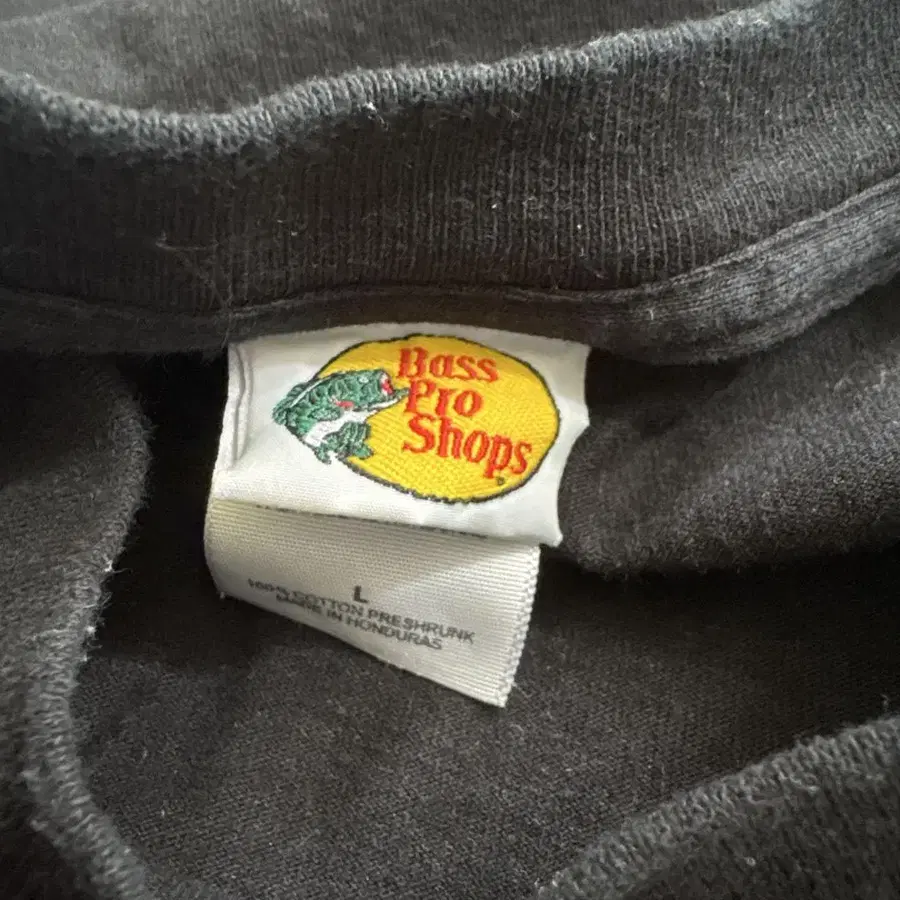 Bass
Pro
Shops
L
100% COTTON PRESHRUNK
MADE IN HONDURAS